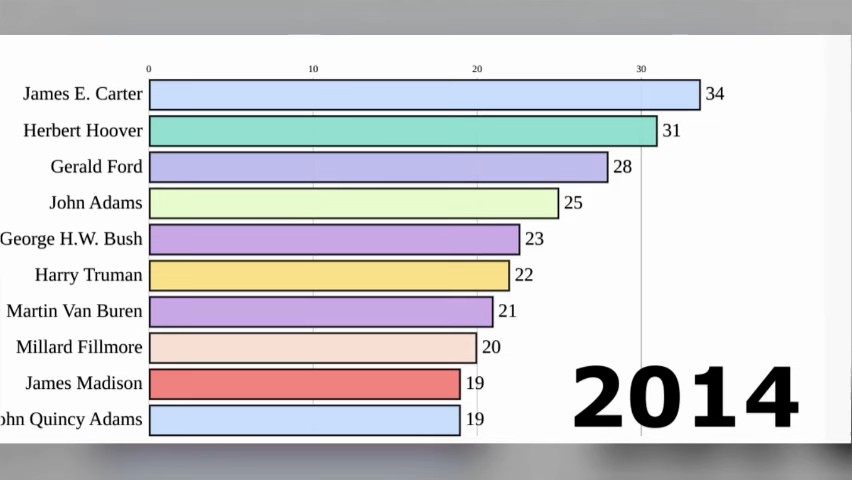 0 10 20 30
James E. Carter 34
Herbert Hoover 31
Gerald Ford 28
John Adams 25
George H.W. Bush 23
Harry Truman 22
Martin Van Buren 21
Millard Fillmore 20
James Madison 19
ohn Quincy Adams 19
2014